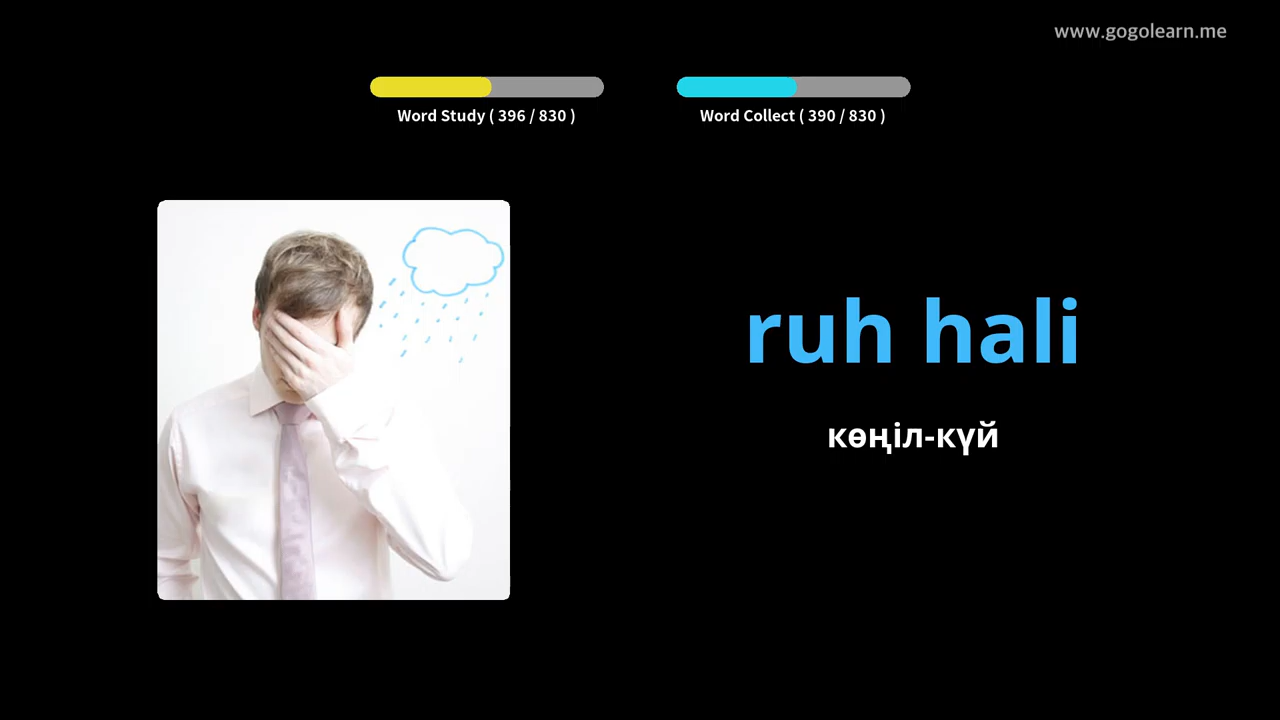 www.gogolearn.me
Word Study ( 396 / 830 )
Word Collect ( 390 / 830 )
ruh hali
көңіл-күй